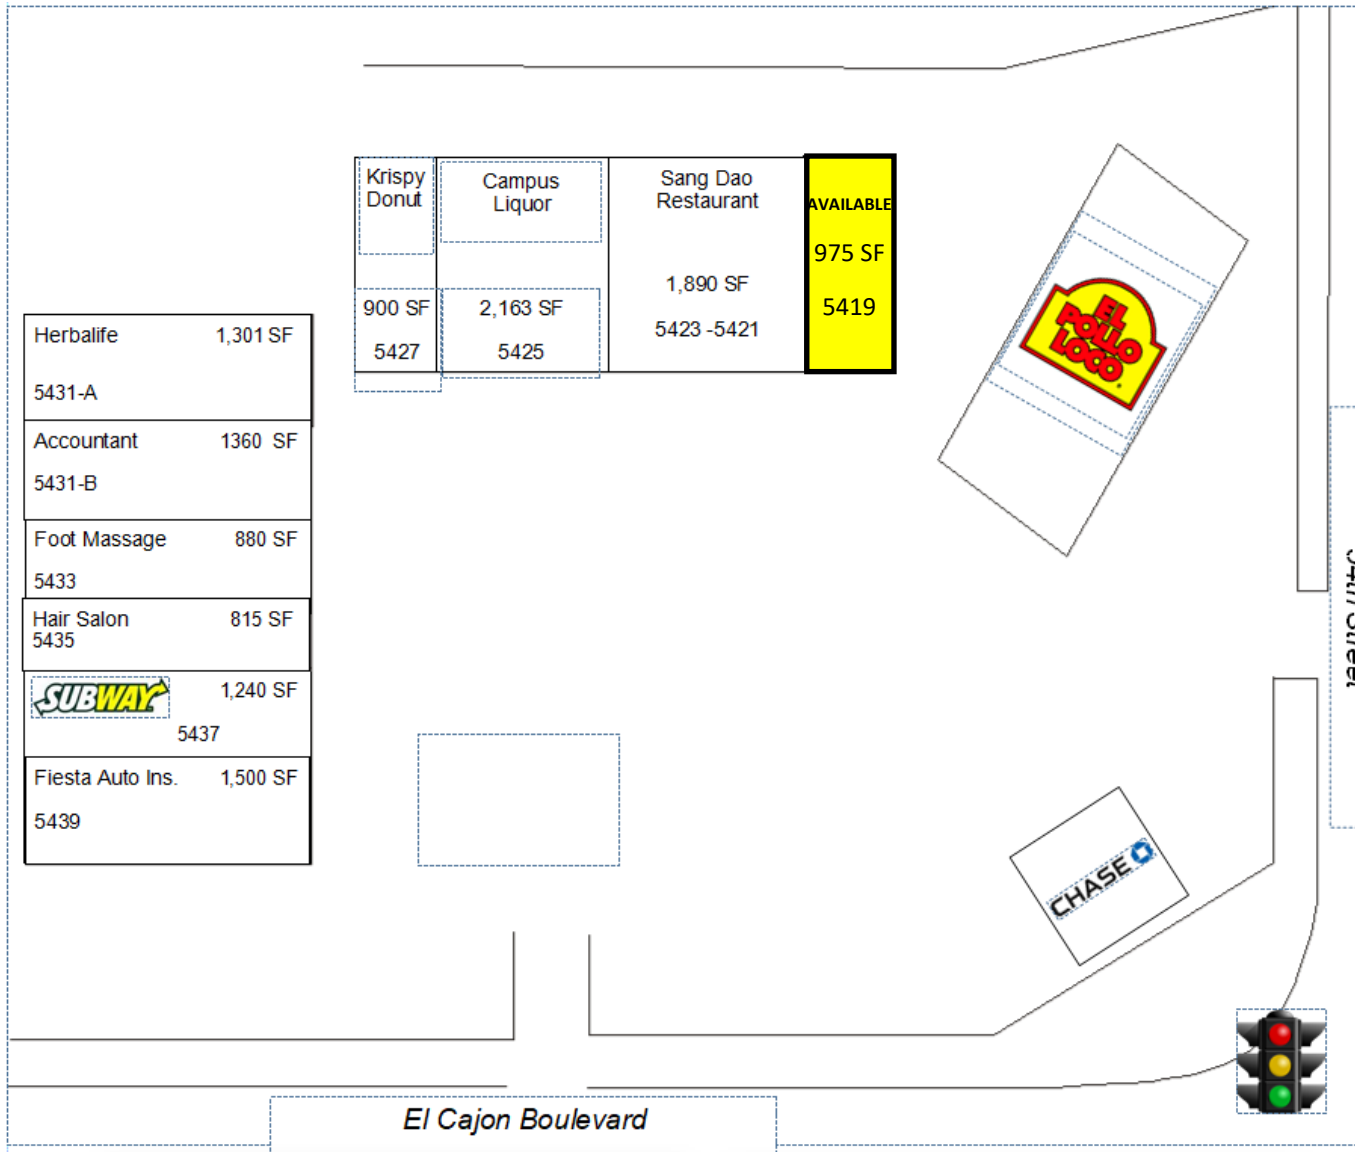 Krispy
Donut
900 SF
5427
Campus
Liquor
2,163 SF
5425
Sang Dao
Restaurant
1,890 SF
5423 -5421
AVAILABLE
975 SF
5419
EL
POLLO
LOCO
Herbalife 1,301 SF
5431-A
Accountant 1360 SF
5431-B
Foot Massage 880 SF
5433
Hair Salon 815 SF
5435
SUBWAY 1,240 SF
5437
Fiesta Auto Ins. 1,500 SF
5439
CHASE
54th Street
El Cajon Boulevard